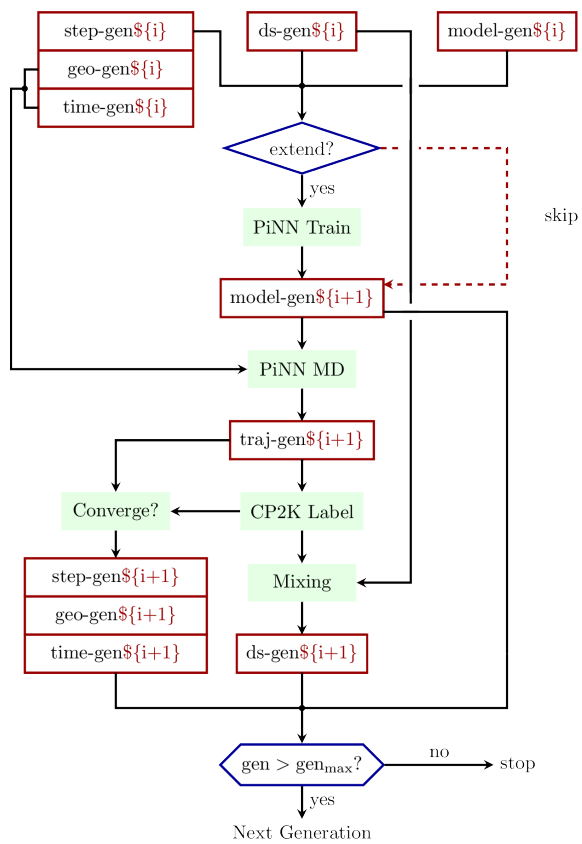 step-gen${i}
ds-gen${i}
model-gen${i}
geo-gen${i}
time-gen${i}
extend?
yes
skip
PiNN Train
model-gen${i+1}
PiNN MD
traj-gen${i+1}
Converge?
CP2K Label
step-gen${i+1}
Mixing
geo-gen${i+1}
time-gen${i+1}
ds-gen${i+1}
gen > genmax?
no
stop
yes
Next Generation